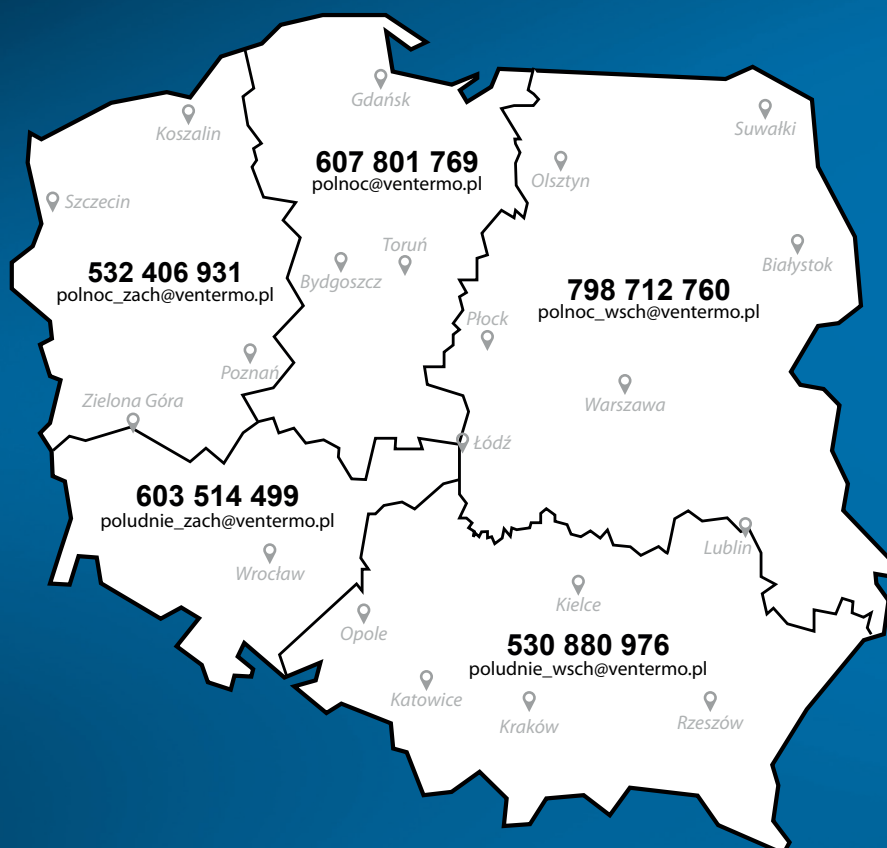 Gdańsk
Koszalin
Suwałki
607 801 769
polnoc@ventermo.pl
Olsztyn
Szczecin
Toruń
Bydgoszcz
Białystok
532 406 931
polnoc_zach@ventermo.pl
798 712 760
polnoc_wsch@ventermo.pl
Płock
Poznań
Warszawa
Zielona Góra
Łódź
603 514 499
poludnie_zach@ventermo.pl
Lublin
Wrocław
Kielce
Opole
530 880 976
poludnie_wsch@ventermo.pl
Katowice
Kraków
Rzeszów